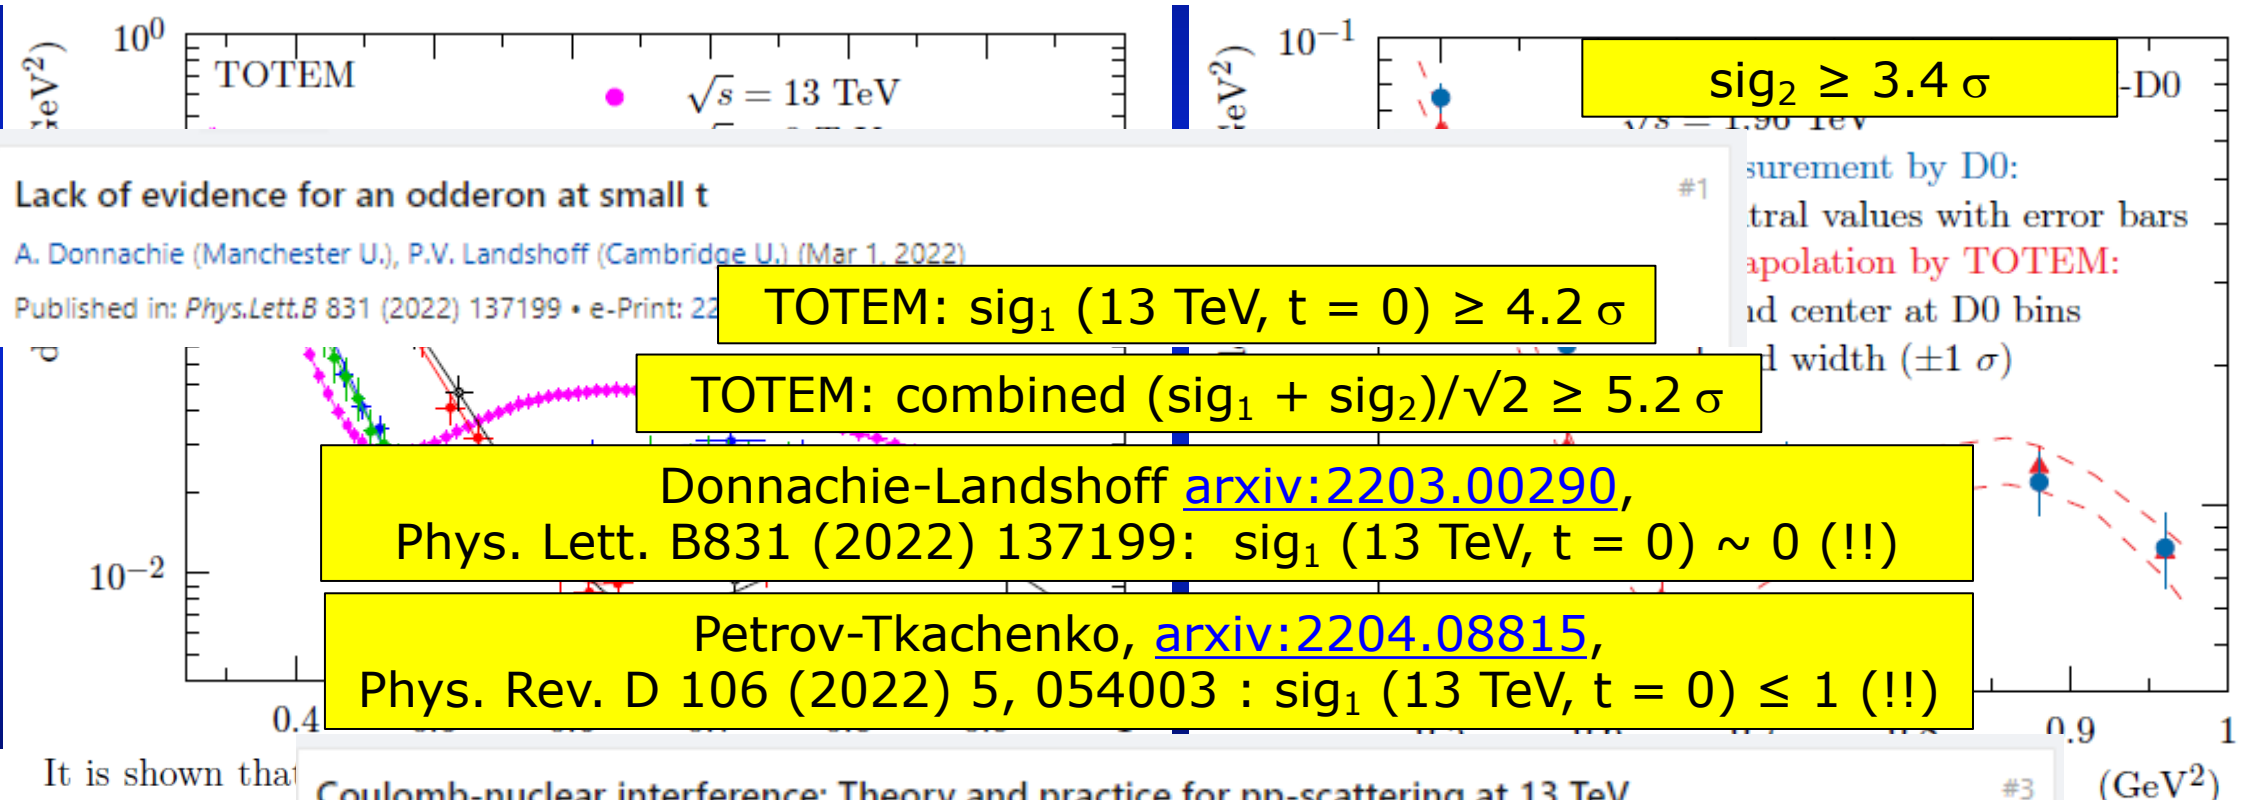 10⁰
TOTEM
√s = 13 TeV
GeV²)
10⁻¹
GeV²)
sig₂ ≥ 3.4 σ
-D0
√s = 1.96 TeV
surement by D0:
tral values with error bars
apolation by TOTEM:
nd center at D0 bins
d width (±1 σ)
Lack of evidence for an odderon at small t
#1
A. Donnachie (Manchester U.), P.V. Landshoff (Cambridge U.) (Mar 1, 2022)
Published in: Phys.Lett.B 831 (2022) 137199 • e-Print: 22
TOTEM: sig₁ (13 TeV, t = 0) ≥ 4.2 σ
TOTEM: combined (sig₁ + sig₂)/√2 ≥ 5.2 σ
Donnachie-Landshoff arxiv:2203.00290,
Phys. Lett. B831 (2022) 137199: sig₁ (13 TeV, t = 0) ~ 0 (!!)
10⁻²
Petrov-Tkachenko, arxiv:2204.08815,
Phys. Rev. D 106 (2022) 5, 054003 : sig₁ (13 TeV, t = 0) ≤ 1 (!!)
0.4
0.9
1
(GeV²)
It is shown that
Coulomb-nuclear interference: Theory and practice for pp-scattering at 13 TeV
#3